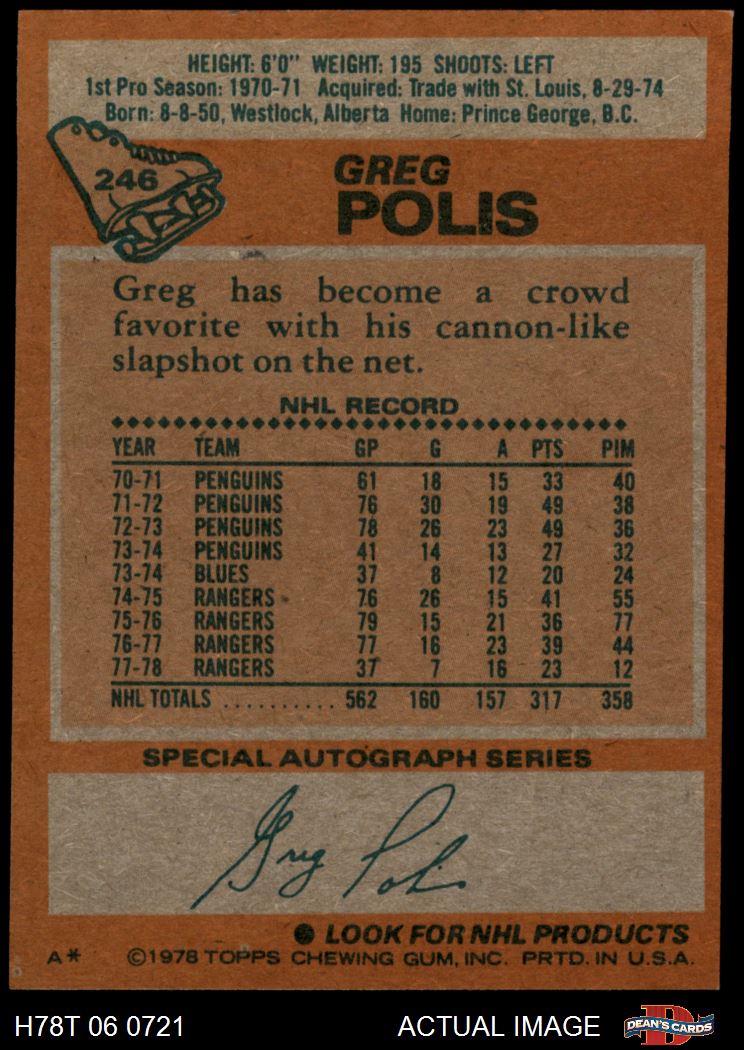 HEIGHT: 6'0" WEIGHT: 195 SHOOTS: LEFT
1st Pro Season: 1970-71 Acquired: Trade with St. Louis, 8-29-74
Born: 8-8-50, Westlock, Alberta Home: Prince George, B.C.
246
GREG
POLIS
Greg has become a crowd
favorite with his cannon-like
slapshot on the net.
NHL RECORD
YEAR TEAM GP G A PTS PIM
70-71 PENGUINS 61 18 15 33 40
71-72 PENGUINS 76 30 19 49 38
72-73 PENGUINS 78 26 23 49 36
73-74 PENGUINS 41 14 13 27 32
73-74 BLUES 37 8 12 20 24
74-75 RANGERS 76 26 15 41 55
75-76 RANGERS 79 15 21 36 77
76-77 RANGERS 77 16 23 39 44
77-78 RANGERS 37 7 16 23 12
NHL TOTALS .......... 562 160 157 317 358
SPECIAL AUTOGRAPH SERIES
Greg Polis
● LOOK FOR NHL PRODUCTS
A* ©1978 TOPPS CHEWING GUM, INC. PRTD. IN U.S.A.
H78T 06 0721 ACTUAL IMAGE DEAN'S CARDS